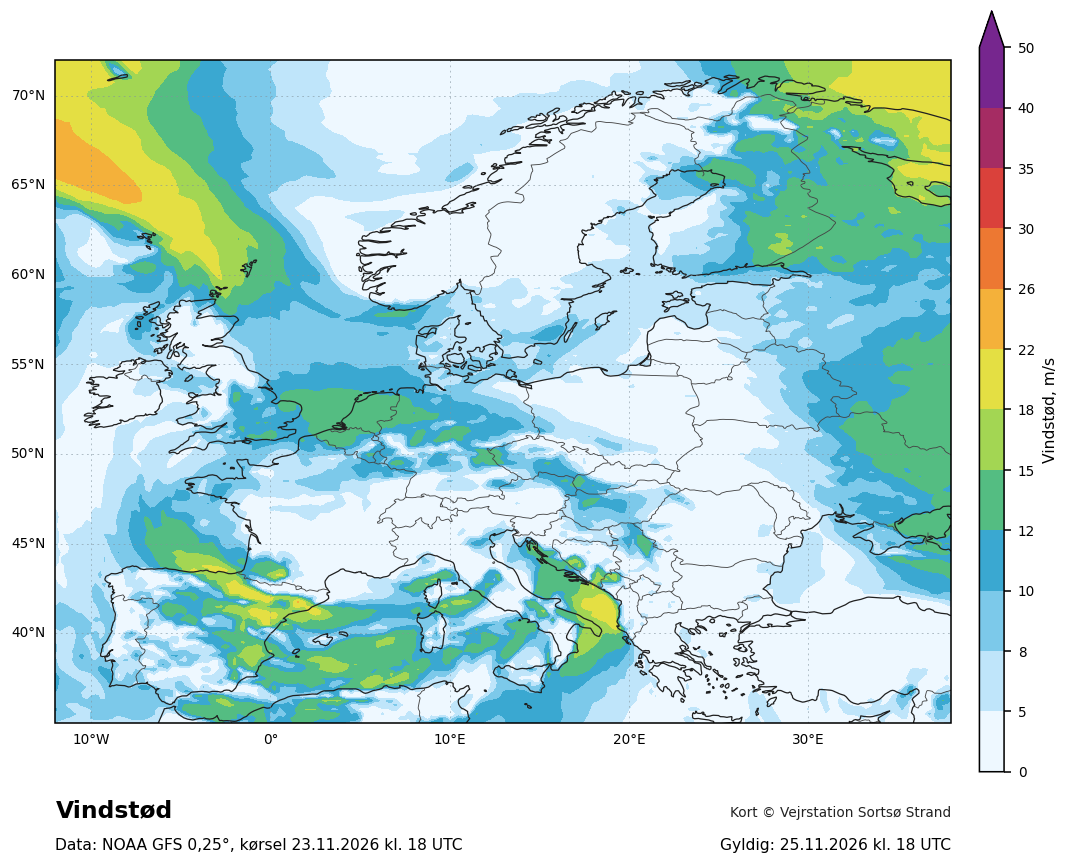 70°N
65°N
60°N
55°N
50°N
45°N
40°N
10°W
0°
10°E
20°E
30°E
50
40
35
30
26
22
18
15
12
10
8
5
0
Vindstød, m/s
Vindstød
Kort © Vejrstation Sortsø Strand
Data: NOAA GFS 0,25°, kørsel 23.11.2026 kl. 18 UTC
Gyldig: 25.11.2026 kl. 18 UTC